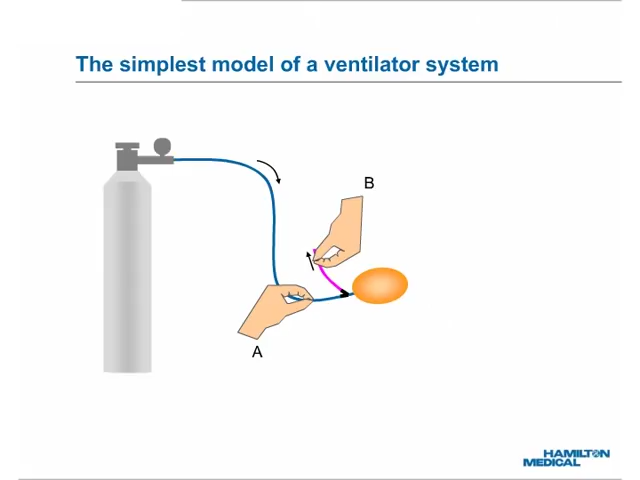 The simplest model of a ventilator system
B
A
HAMILTON
MEDICAL